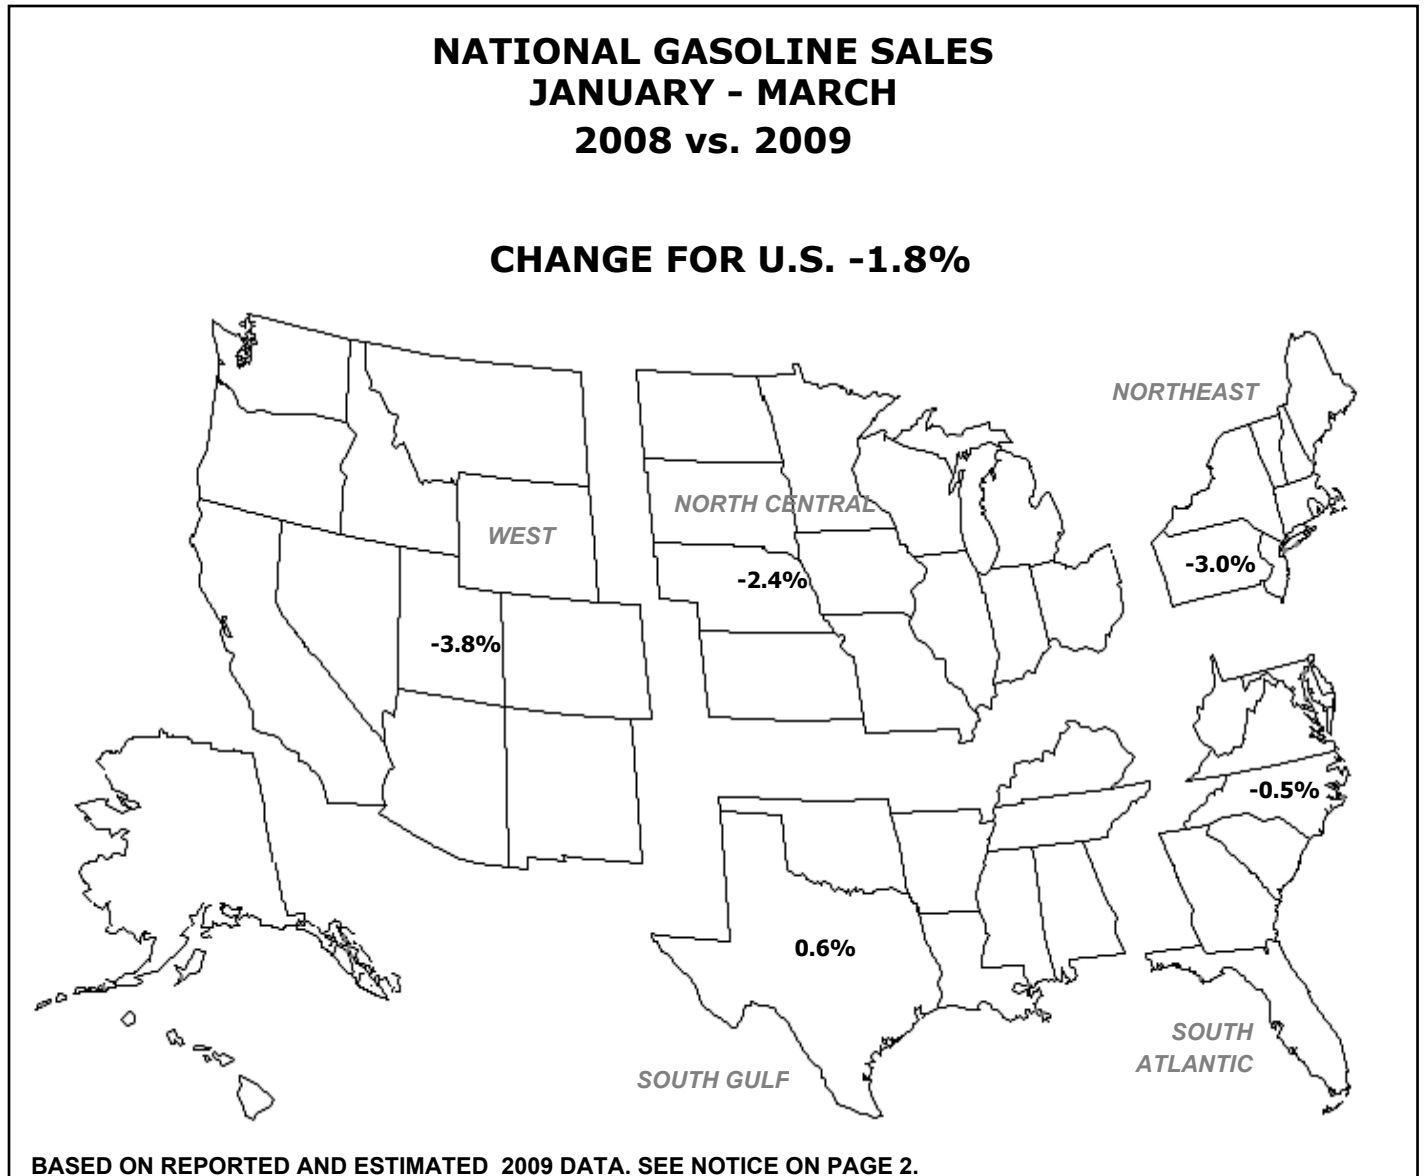 NATIONAL GASOLINE SALES
JANUARY - MARCH
2008 vs. 2009
CHANGE FOR U.S. -1.8%
NORTHEAST
NORTH CENTRAL
WEST
-3.0%
-2.4%
-3.8%
-0.5%
0.6%
SOUTH
ATLANTIC
SOUTH GULF
BASED ON REPORTED AND ESTIMATED 2009 DATA. SEE NOTICE ON PAGE 2.